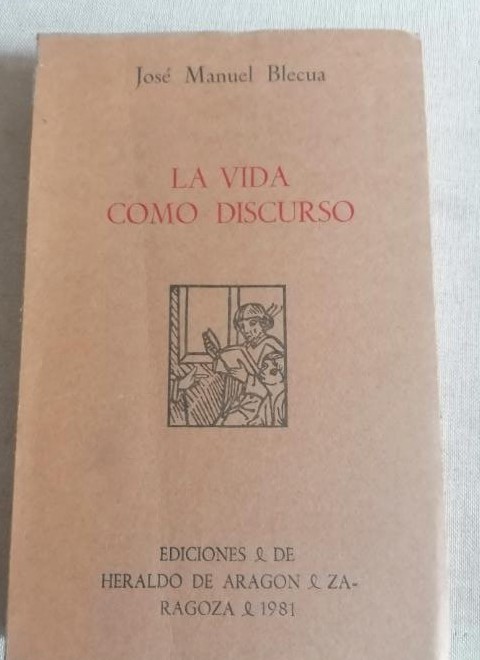 José Manuel Blecua
LA VIDA
COMO DISCURSO
EDICIONES & DE
HERALDO DE ARAGON & ZA-
RAGOZA & 1981